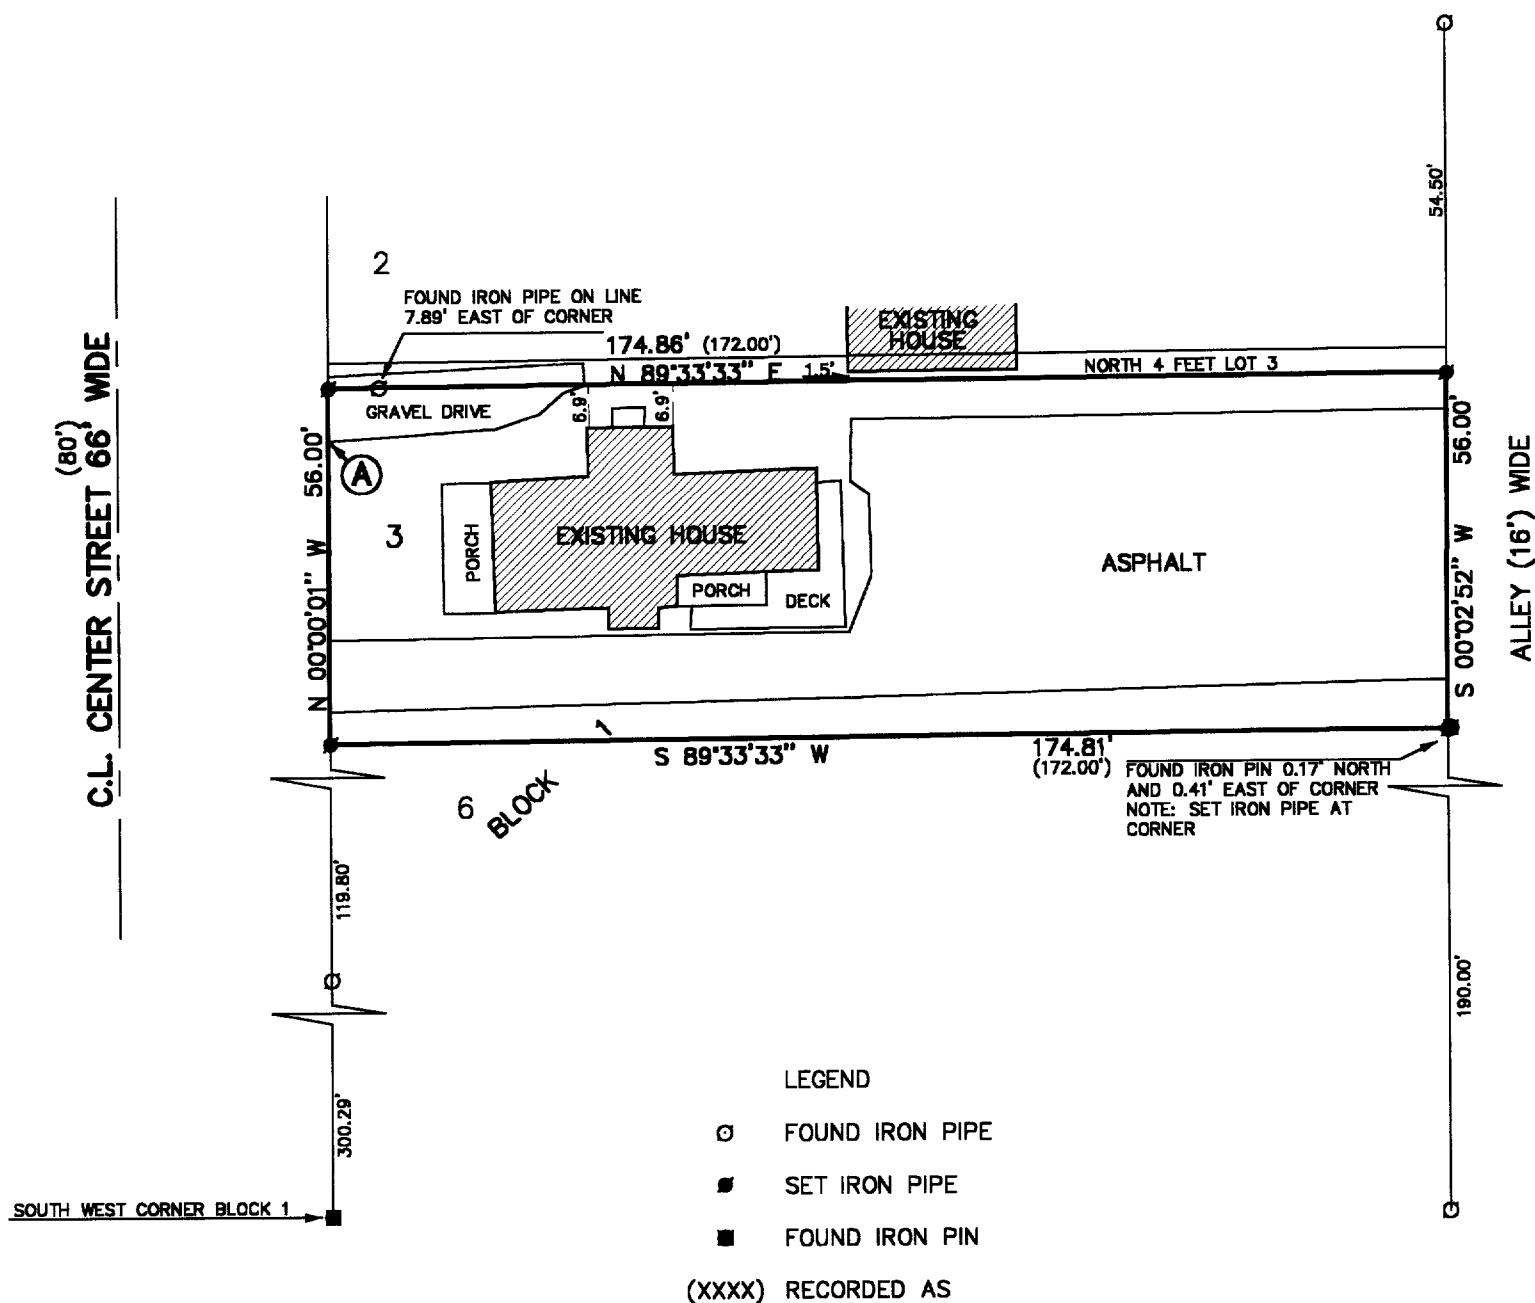 54.50'
2
FOUND IRON PIPE ON LINE
7.89' EAST OF CORNER
EXISTING
HOUSE
174.86' (172.00')
N 89°33'33" E
1.5'
NORTH 4 FEET LOT 3
GRAVEL DRIVE
6.9'
6.9'
C.L. CENTER STREET 66' WIDE
(80')
N 00°00'01" W 56.00'
A
3
PORCH
EXISTING HOUSE
PORCH
DECK
ASPHALT
S 00°02'52" W 56.00'
ALLEY (16') WIDE
S 89°33'33" W
174.81'
(172.00')
FOUND IRON PIN 0.17' NORTH
AND 0.41' EAST OF CORNER
NOTE: SET IRON PIPE AT
CORNER
6
BLOCK 1
119.80'
190.00'
300.29'
SOUTH WEST CORNER BLOCK 1
LEGEND
FOUND IRON PIPE
SET IRON PIPE
FOUND IRON PIN
(XXXX) RECORDED AS